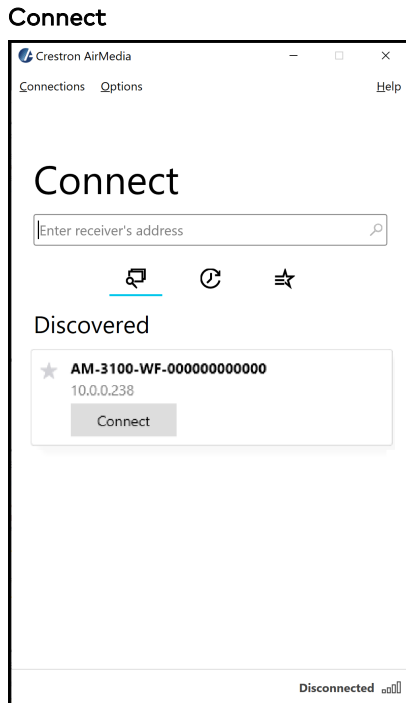 Connect
Crestron AirMedia
Connections Options Help
Connect
Enter receiver's address
Discovered
AM-3100-WF-000000000000
10.0.0.238
Connect
Disconnected